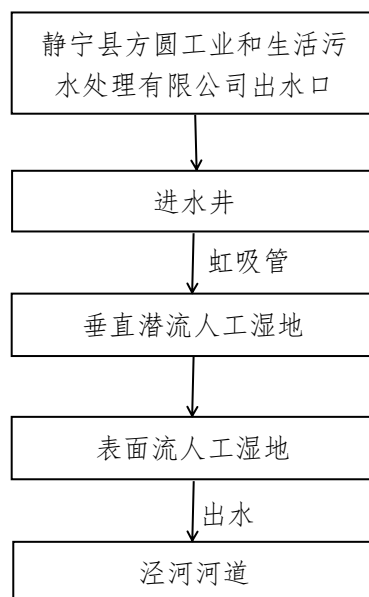 静宁县方圆工业和生活污
水处理有限公司出水口
进水井
虹吸管
垂直潜流人工湿地
表面流人工湿地
出水
泾河河道